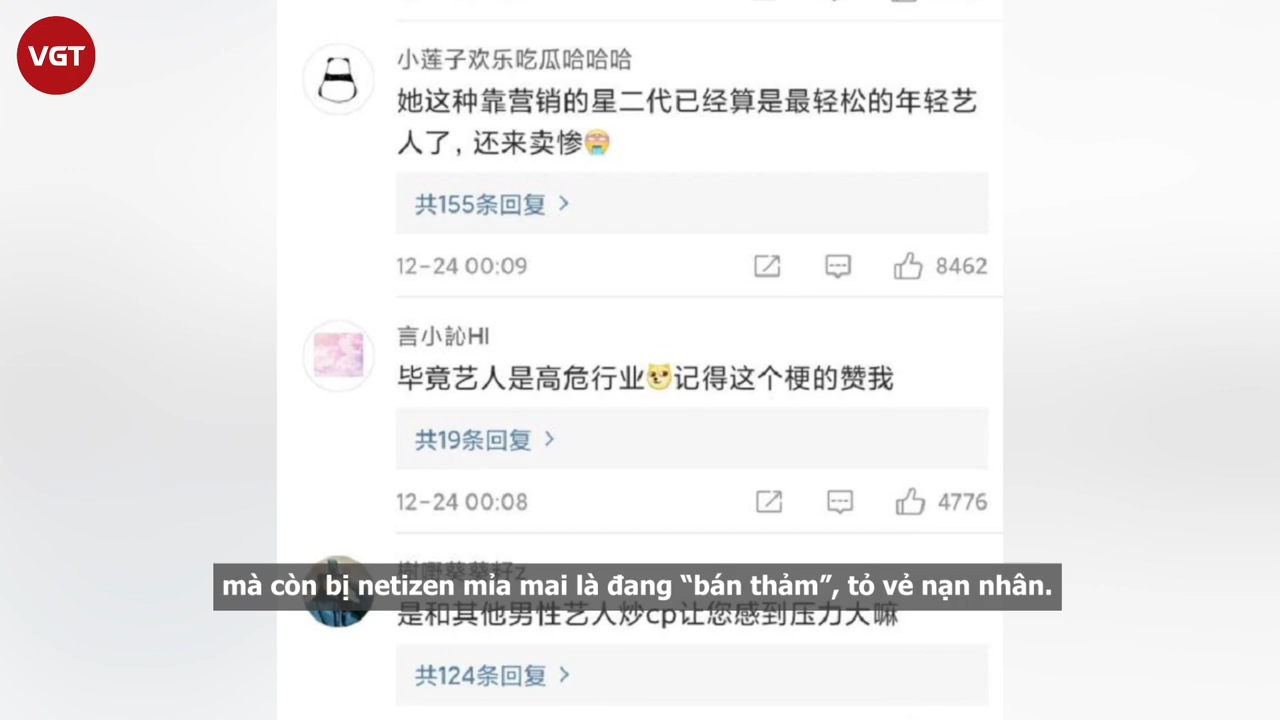 VGT
小莲子欢乐吃瓜哈哈哈
她这种靠营销的星二代已经算是最轻松的年轻艺
人了，还来卖惨
共155条回复 >
12-24 00:09
8462
言小訫HI
毕竟艺人是高危行业记得这个梗的赞我
共19条回复 >
12-24 00:08
4776
mà còn bị netizen mỉa mai là đang “bán thảm”, tỏ vẻ nạn nhân.
是和其他男性艺人炒cp让您感到压力大嘛
共124条回复 >